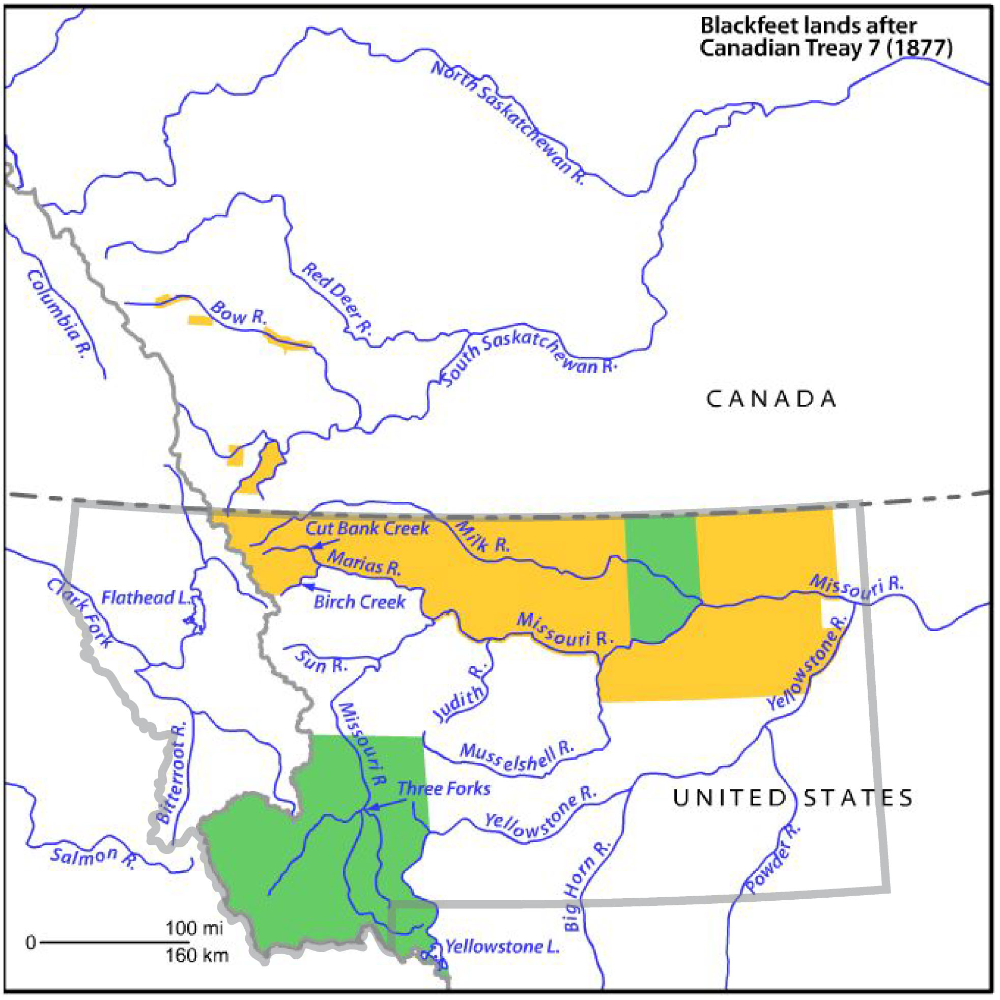 Blackfeet lands after
Canadian Treay 7 (1877)
North Saskatchewan R.
Red Deer R.
Columbia R.
Bow R.
South Saskatchewan R.
CANADA
Cut Bank Creek
Milk R.
Marias R.
Clark Fork
Flathead L.
Birch Creek
Missouri R.
Missouri R.
Sun R.
Judith R.
Yellowstone R.
Missouri R
Bitterroot R.
Musselshell R.
Three Forks
UNITED STATES
Yellowstone R.
Salmon R.
Big Horn R.
Powder R.
100 mi
0
160 km
Yellowstone L.